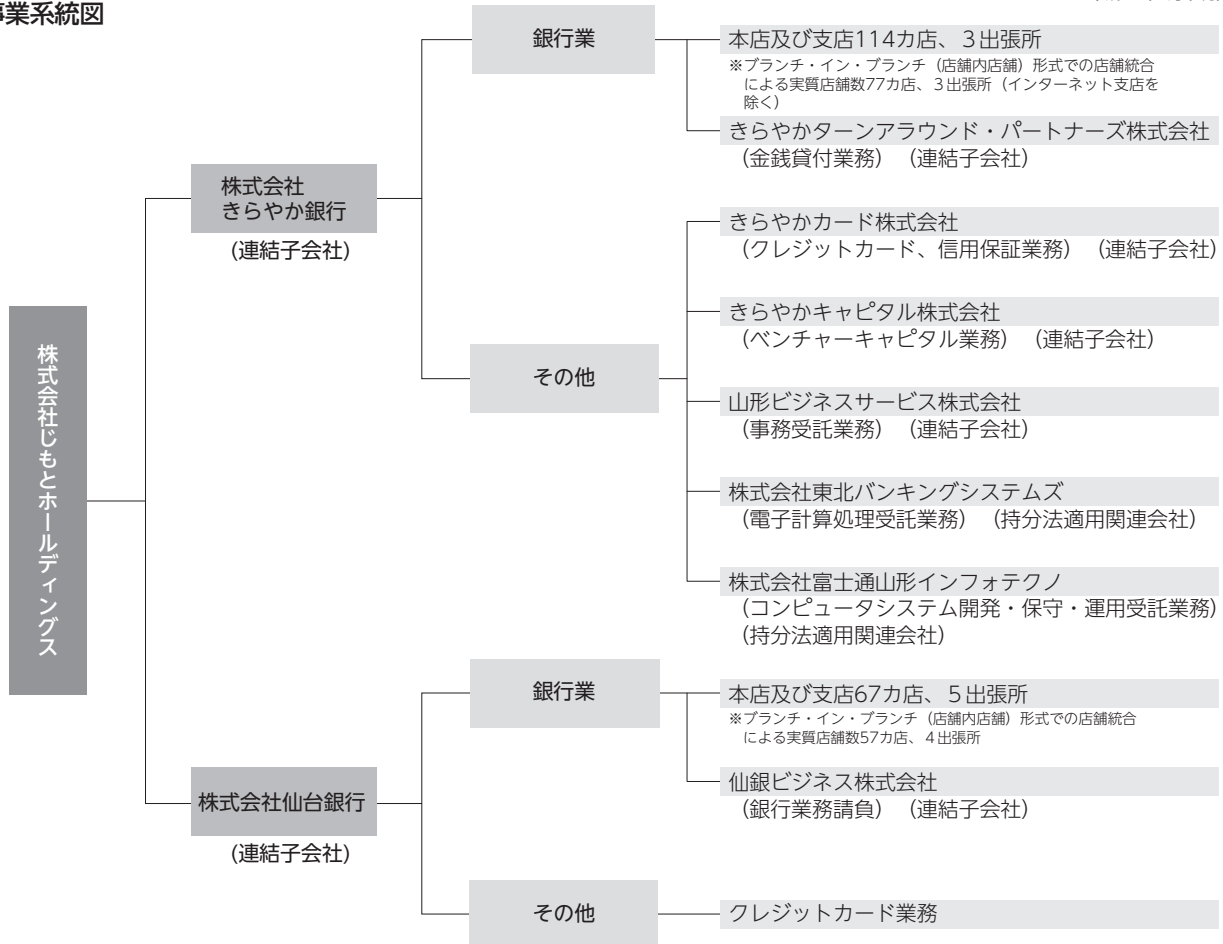 事業系統図
銀行業
本店及び支店114カ店、3出張所
※ブランチ・イン・ブランチ（店舗内店舗）形式での店舗統合
による実質店舗数77カ店、3出張所（インターネット支店を
除く）
きらやかターンアラウンド・パートナーズ株式会社
（金銭貸付業務）（連結子会社）
株式会社
きらやか銀行
(連結子会社)
きらやかカード株式会社
（クレジットカード、信用保証業務）（連結子会社）
きらやかキャピタル株式会社
（ベンチャーキャピタル業務）（連結子会社）
その他
山形ビジネスサービス株式会社
（事務受託業務）（連結子会社）
株式会社東北バンキングシステムズ
（電子計算処理受託業務）（持分法適用関連会社）
株式会社富士通山形インフォテクノ
（コンピュータシステム開発・保守・運用受託業務）
（持分法適用関連会社）
株式会社じもとホールディングス
銀行業
本店及び支店67カ店、5出張所
※ブランチ・イン・ブランチ（店舗内店舗）形式での店舗統合
による実質店舗数57カ店、4出張所
仙銀ビジネス株式会社
（銀行業務請負）（連結子会社）
株式会社仙台銀行
(連結子会社)
その他
クレジットカード業務